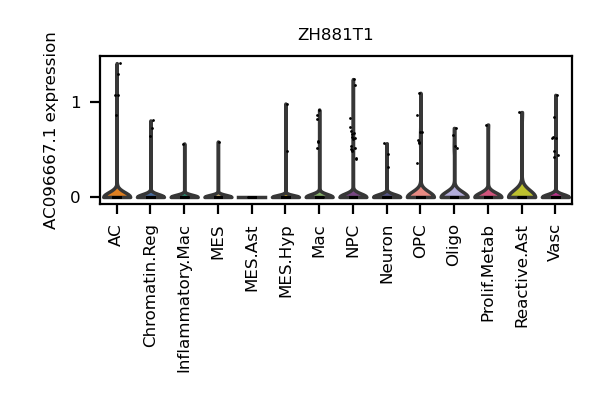 ZH881T1
AC096667.1 expression
1
0
AC
Chromatin.Reg
Inflammatory.Mac
MES
MES.Ast
MES.Hyp
Mac
NPC
Neuron
OPC
Oligo
Prolif.Metab
Reactive.Ast
Vasc